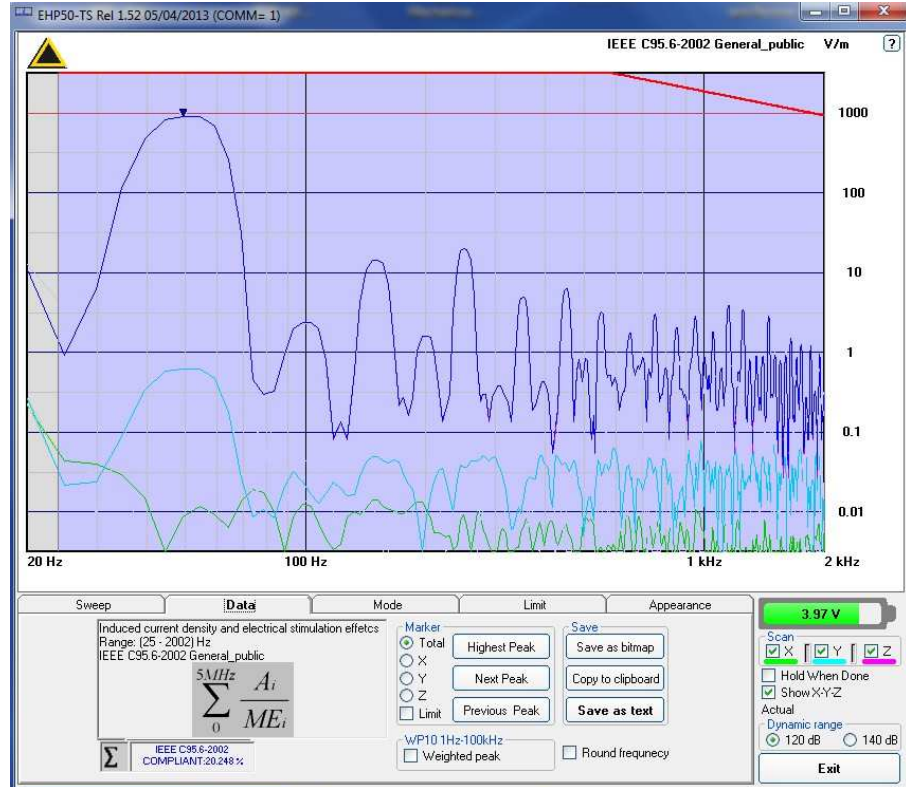 EHP50-TS Rel 1.52 05/04/2013 (COMM= 1)
IEEE C95.6-2002 General_public V/m ?
1000
100
10
1
0.1
0.01
20 Hz 100 Hz 1 kHz 2 kHz
Sweep Data Mode Limit Appearance
Induced current density and electrical stimulation effetcs
Range: (25 - 2002) Hz
IEEE C95.6-2002 General_public
5MHz
∑ Ai / MEi
0
Σ
IEEE C95.6-2002
COMPLIANT:20.248 %
Marker
Total
X
Y
Z
Limit
Highest Peak
Next Peak
Previous Peak
WP10 1Hz-100kHz
Weighted peak
Save
Save as bitmap
Copy to clipboard
Save as text
Round frequnecy
3.97 V
Scan
X Y Z
Hold When Done
Show X-Y-Z
Actual
Dynamic range
120 dB 140 dB
Exit